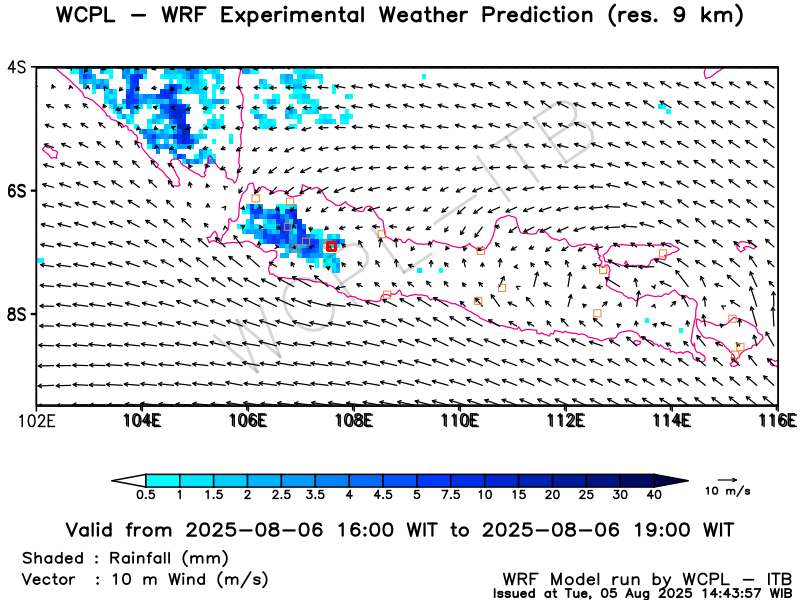 WCPL – WRF Experimental Weather Prediction (res. 9 km)
4S
6S
8S
102E 104E 106E 108E 110E 112E 114E 116E
WCPL–ITB
0.5 1 1.5 2 2.5 3.5 4 4.5 5 7.5 10 15 20 25 30 40
10 m/s
Valid from 2025-08-06 16:00 WIT to 2025-08-06 19:00 WIT
Shaded : Rainfall (mm)
Vector : 10 m Wind (m/s)
WRF Model run by WCPL – ITB
Issued at Tue, 05 Aug 2025 14:43:57 WIB